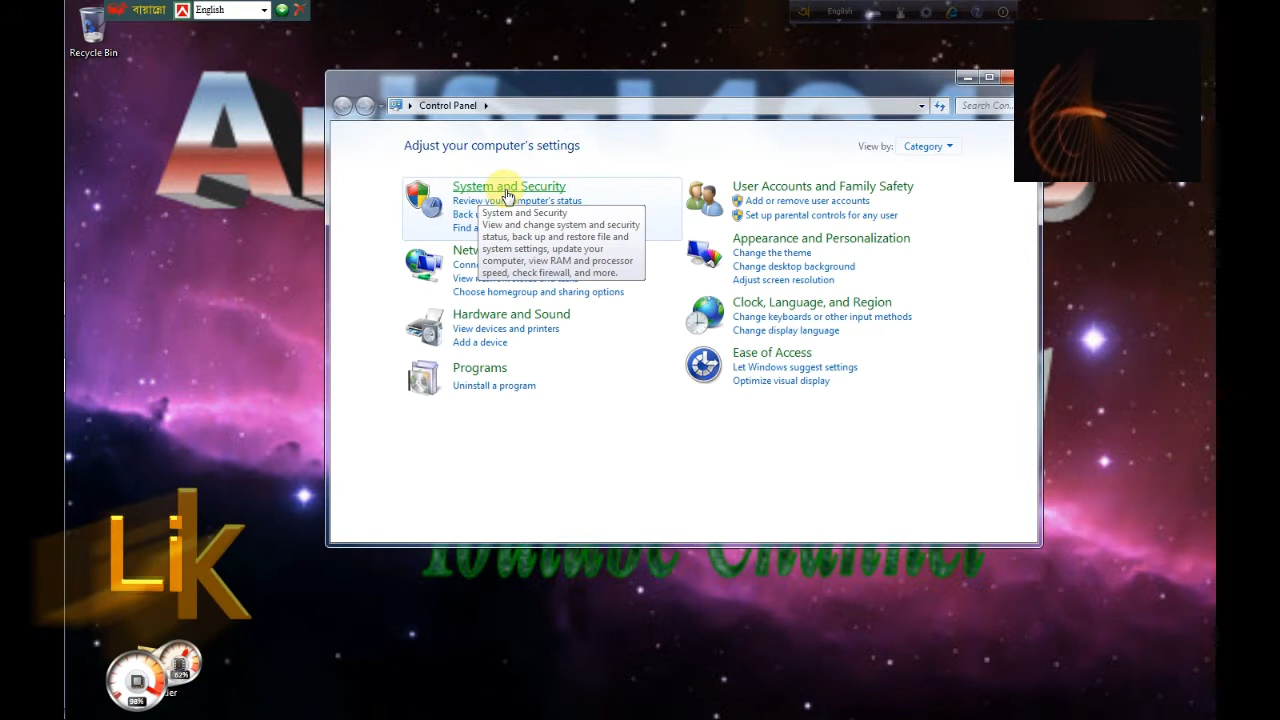 বায়ান্নো
English
English
Recycle Bin
Control Panel
Search Con...
Adjust your computer's settings
View by: Category
System and Security
Review your computer's status
Back
Find a
System and Security
View and change system and security
status, back up and restore file and
system settings, update your
computer, view RAM and processor
speed, check firewall, and more.
Netw
Conne
View
Choose homegroup and sharing options
Hardware and Sound
View devices and printers
Add a device
Programs
Uninstall a program
User Accounts and Family Safety
Add or remove user accounts
Set up parental controls for any user
Appearance and Personalization
Change the theme
Change desktop background
Adjust screen resolution
Clock, Language, and Region
Change keyboards or other input methods
Change display language
Ease of Access
Let Windows suggest settings
Optimize visual display
Channel
Lik
62%
98%